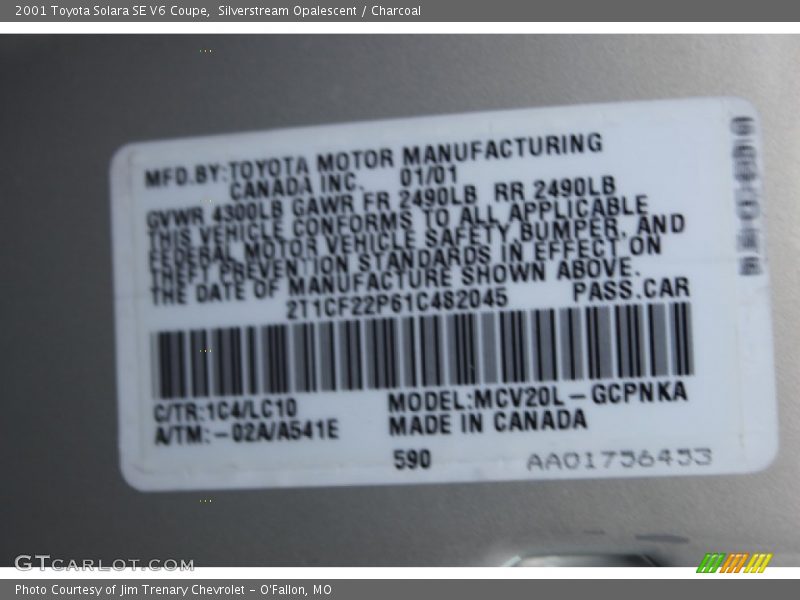 2001 Toyota Solara SE V6 Coupe,  Silverstream Opalescent / Charcoal
MFD.BY:TOYOTA MOTOR MANUFACTURING
CANADA INC.    01/01
GVWR 4300LB GAWR FR 2490LB  RR 2490LB
THIS VEHICLE CONFORMS TO ALL APPLICABLE
FEDERAL MOTOR VEHICLE SAFETY BUMPER, AND
THEFT PREVENTION STANDARDS IN EFFECT ON
THE DATE OF MANUFACTURE SHOWN ABOVE.
2T1CF22P61C482045    PASS.CAR
C/TR:1C4/LC10    MODEL:MCV20L-GCPNKA
A/TM:-02A/A541E    MADE IN CANADA
590    AA01756453
GTCARLOT.COM
Photo Courtesy of Jim Trenary Chevrolet - O'Fallon, MO